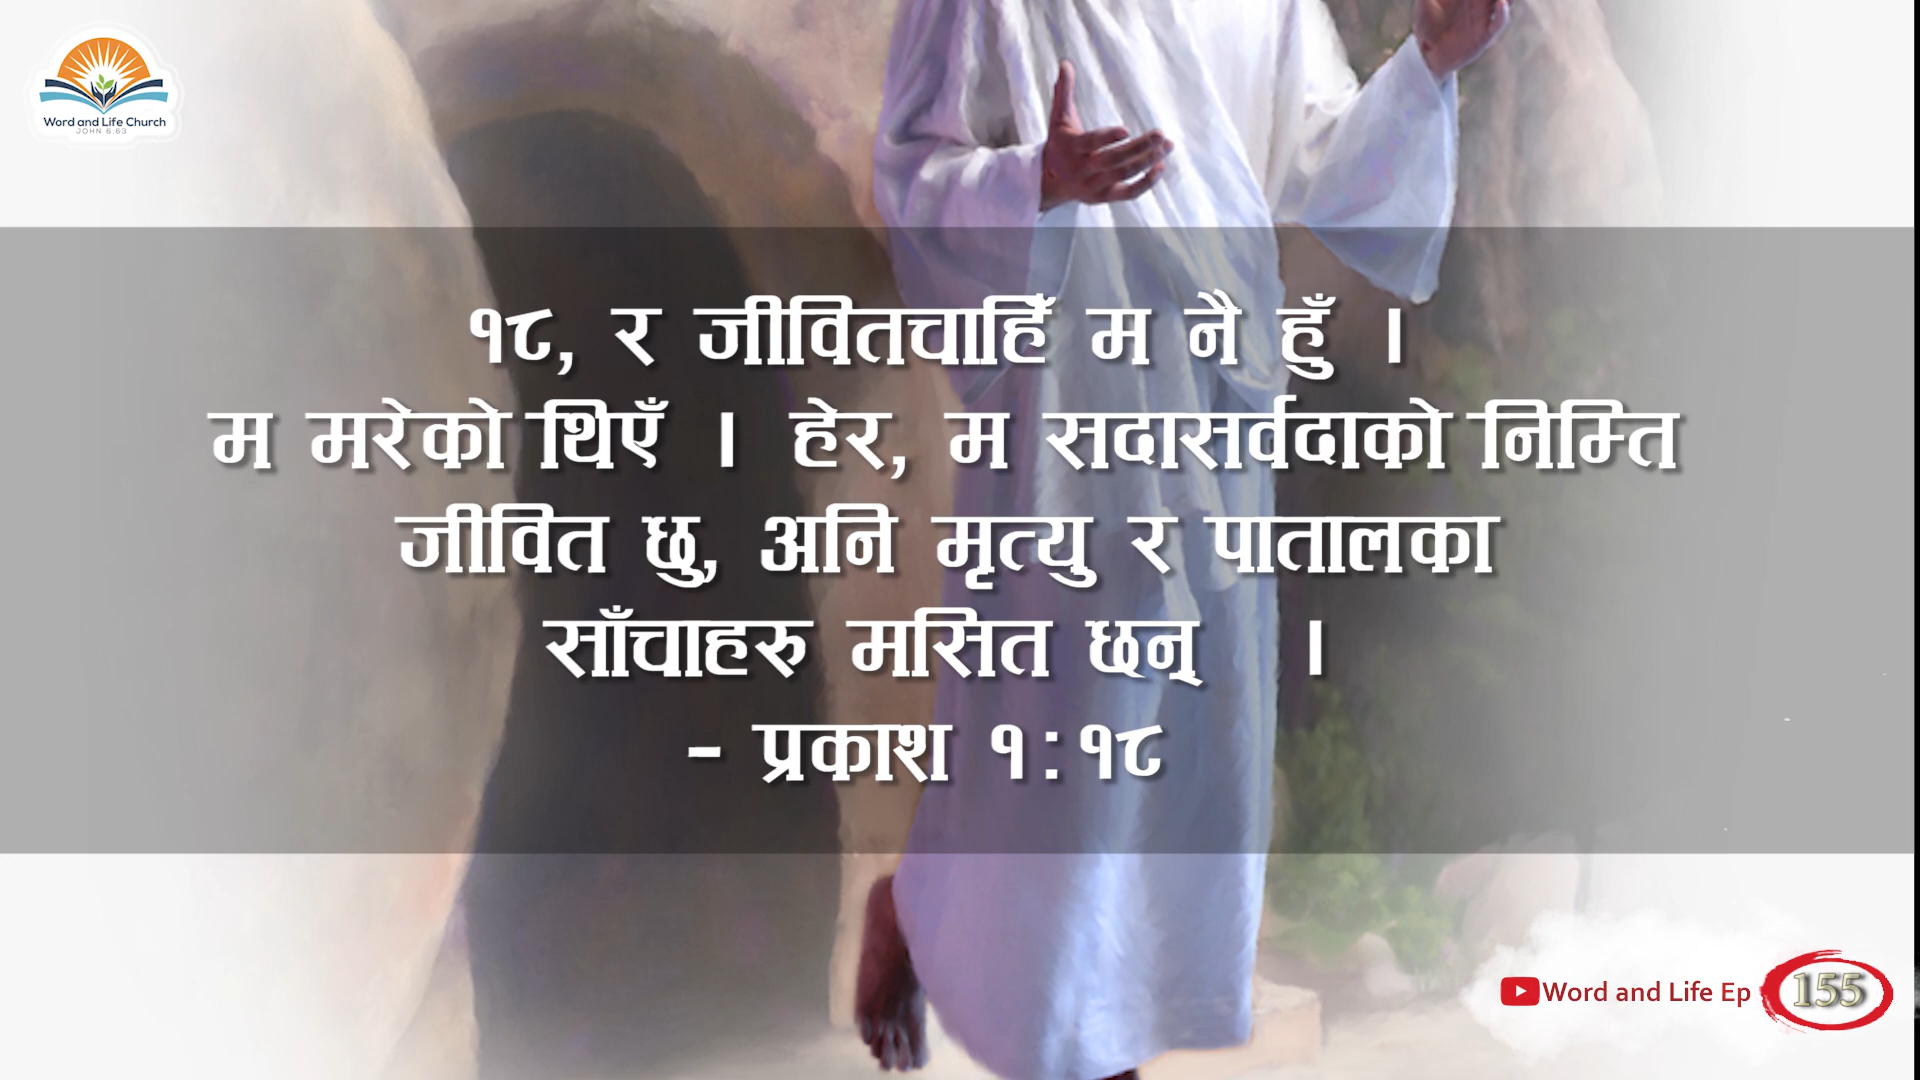 Word and Life Church
JOHN 6:63
१८, र जीवितचाहिँ म नै हुँ ।
म मरेको थिएँ । हेर, म सदासर्वदाको निम्ति
जीवित छु, अनि मृत्यु र पातालका
साँचाहरु मसित छन् ।
- प्रकाश १:१८
Word and Life Ep 155